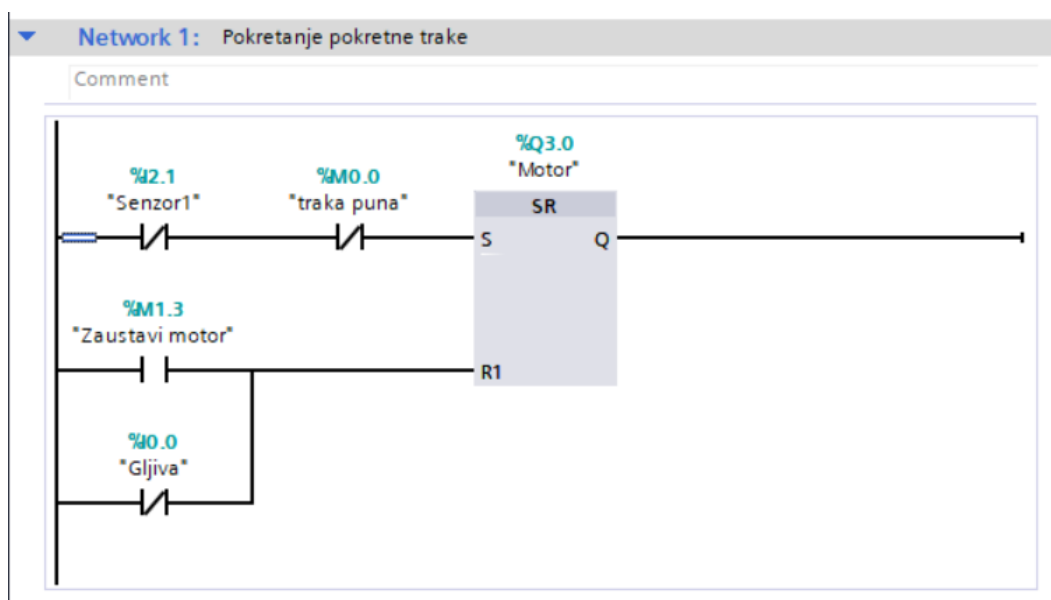 Network 1: Pokretanje pokretne trake
Comment
%Q3.0
"Motor"
%I2.1
"Senzor1"
%M0.0
"traka puna"
SR
S
Q
%M1.3
"Zaustavi motor"
R1
%I0.0
"Gljiva"